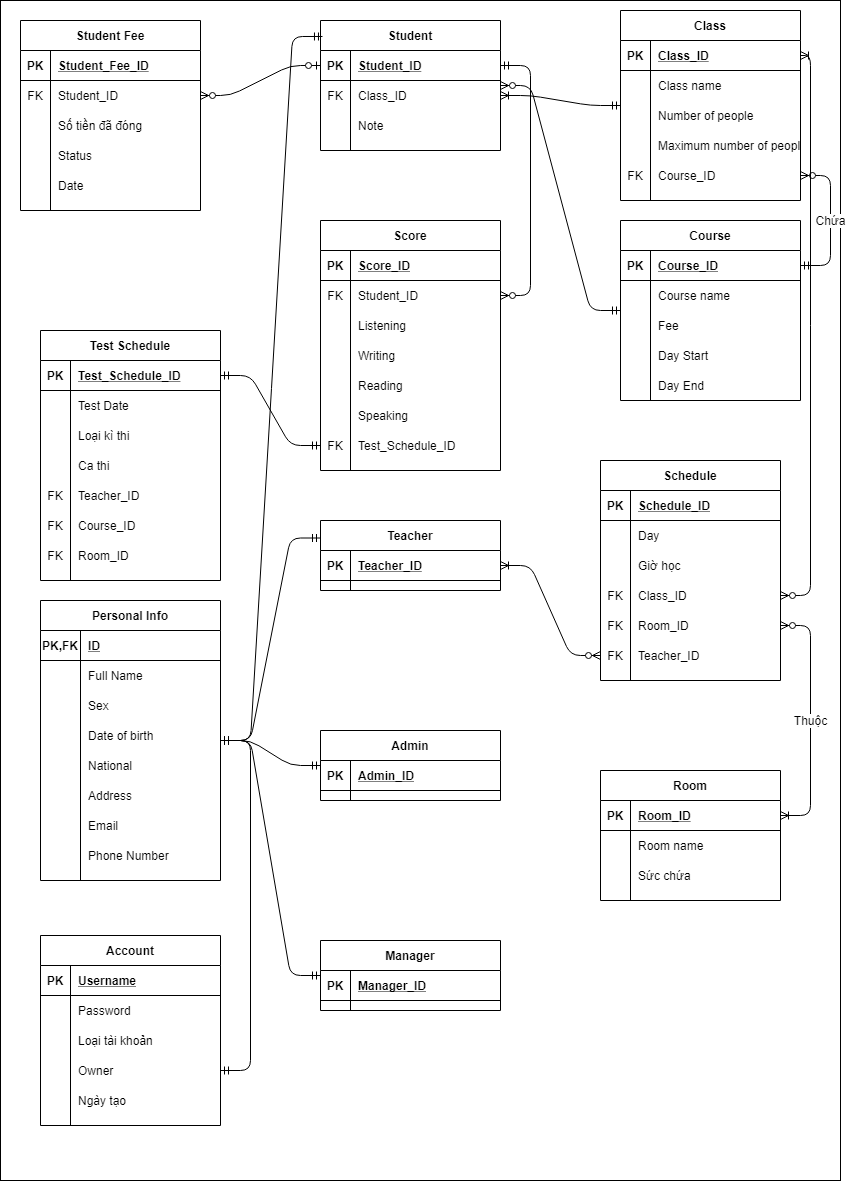 Student Fee
PK Student_Fee_ID
FK Student_ID
Số tiền đã đóng
Status
Date
Student
PK Student_ID
FK Class_ID
Note
Class
PK Class_ID
Class name
Number of people
Maximum number of peopl
FK Course_ID
Chứa
Score
PK Score_ID
FK Student_ID
Listening
Writing
Reading
Speaking
FK Test_Schedule_ID
Course
PK Course_ID
Course name
Fee
Day Start
Day End
Test Schedule
PK Test_Schedule_ID
Test Date
Loại kì thi
Ca thi
FK Teacher_ID
FK Course_ID
FK Room_ID
Teacher
PK Teacher_ID
Schedule
PK Schedule_ID
Day
Giờ học
FK Class_ID
FK Room_ID
FK Teacher_ID
Thuộc
Personal Info
PK,FK ID
Full Name
Sex
Date of birth
National
Address
Email
Phone Number
Admin
PK Admin_ID
Room
PK Room_ID
Room name
Sức chứa
Account
PK Username
Password
Loại tài khoản
Owner
Ngày tạo
Manager
PK Manager_ID